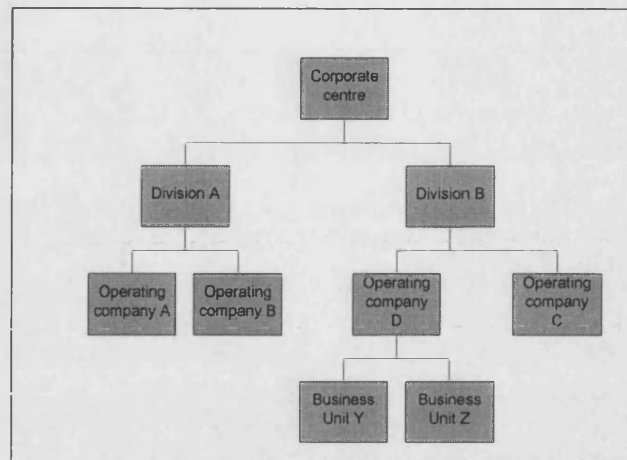 Corporate
centre
Division A
Division B
Operating
company A
Operating
company B
Operating
company
D
Operating
company
C
Business
Unit Y
Business
Unit Z